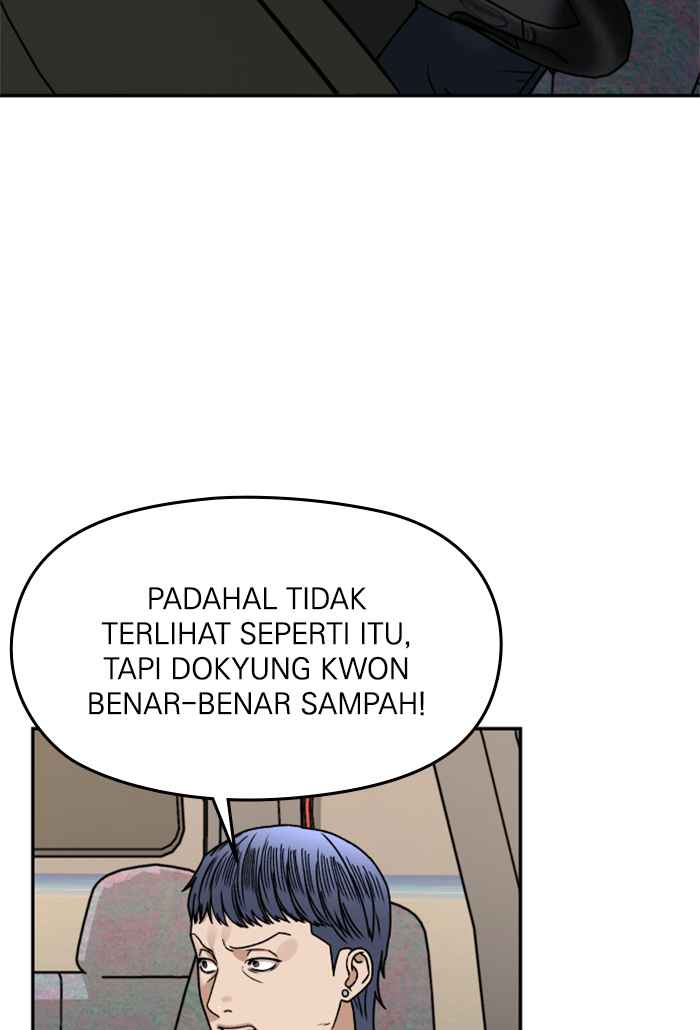 PADAHAL TIDAK
TERLIHAT SEPERTI ITU,
TAPI DOKYUNG KWON
BENAR-BENAR SAMPAH!